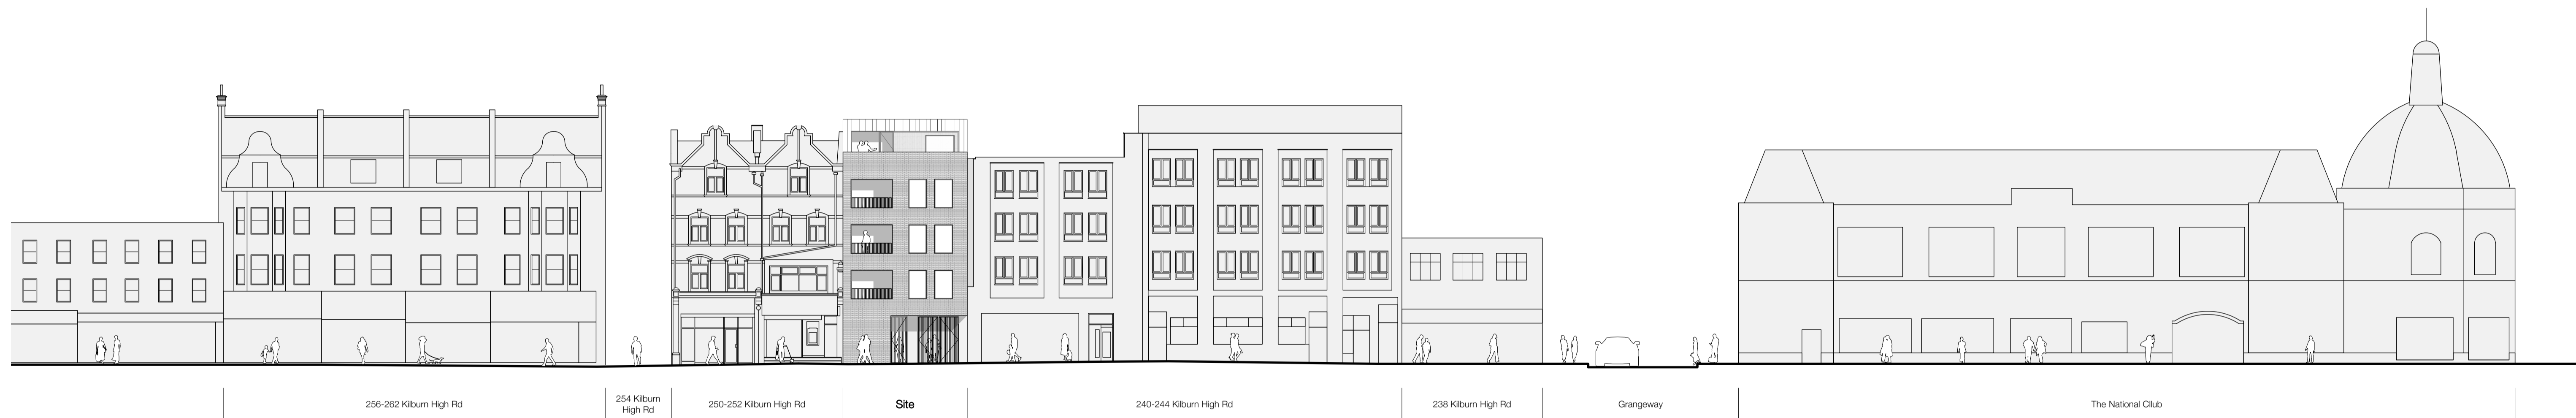 256-262 Kilburn High Rd
254 Kilburn
High Rd
250-252 Kilburn High Rd
Site
240-244 Kilburn High Rd
238 Kilburn High Rd
Grangeway
The National Cllub